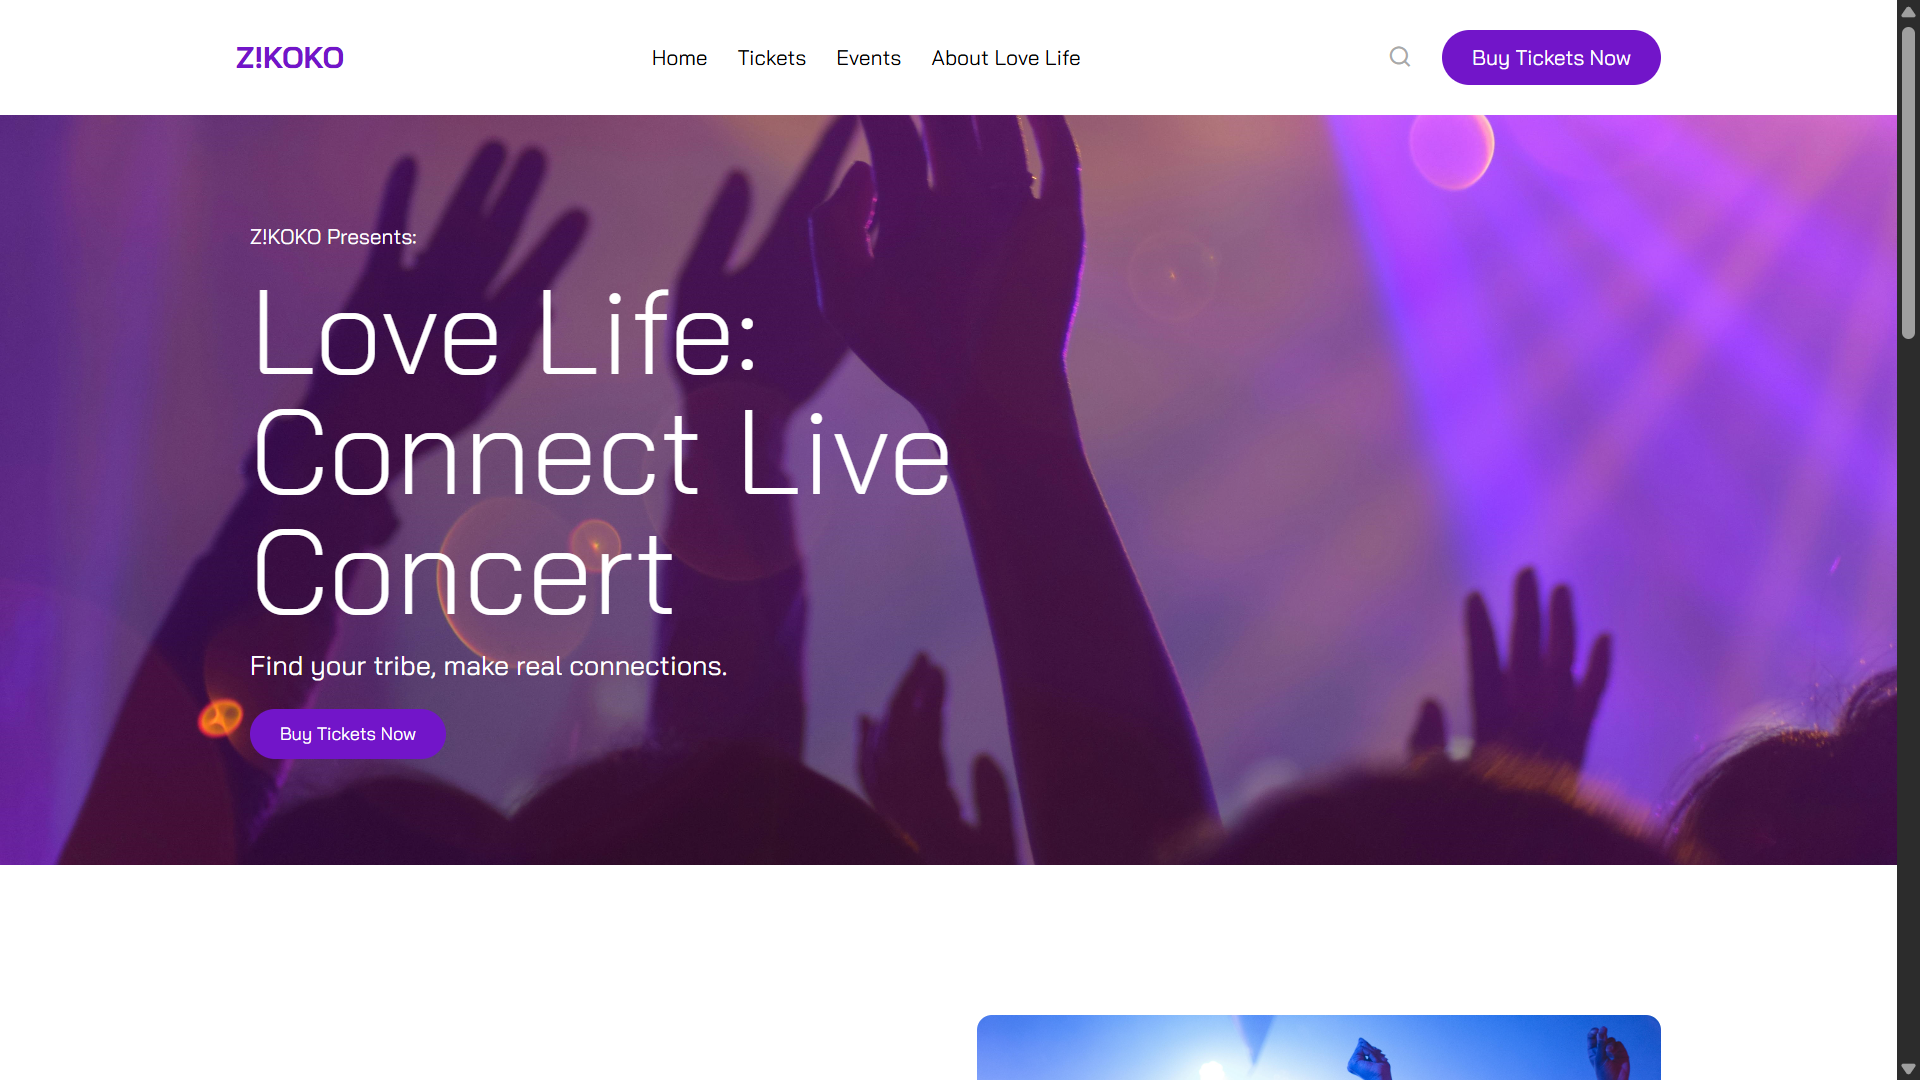 Z!KOKO
Home
Tickets
Events
About Love Life
Buy Tickets Now
Z!KOKO Presents:
Love Life:
Connect Live
Concert
Find your tribe, make real connections.
Buy Tickets Now